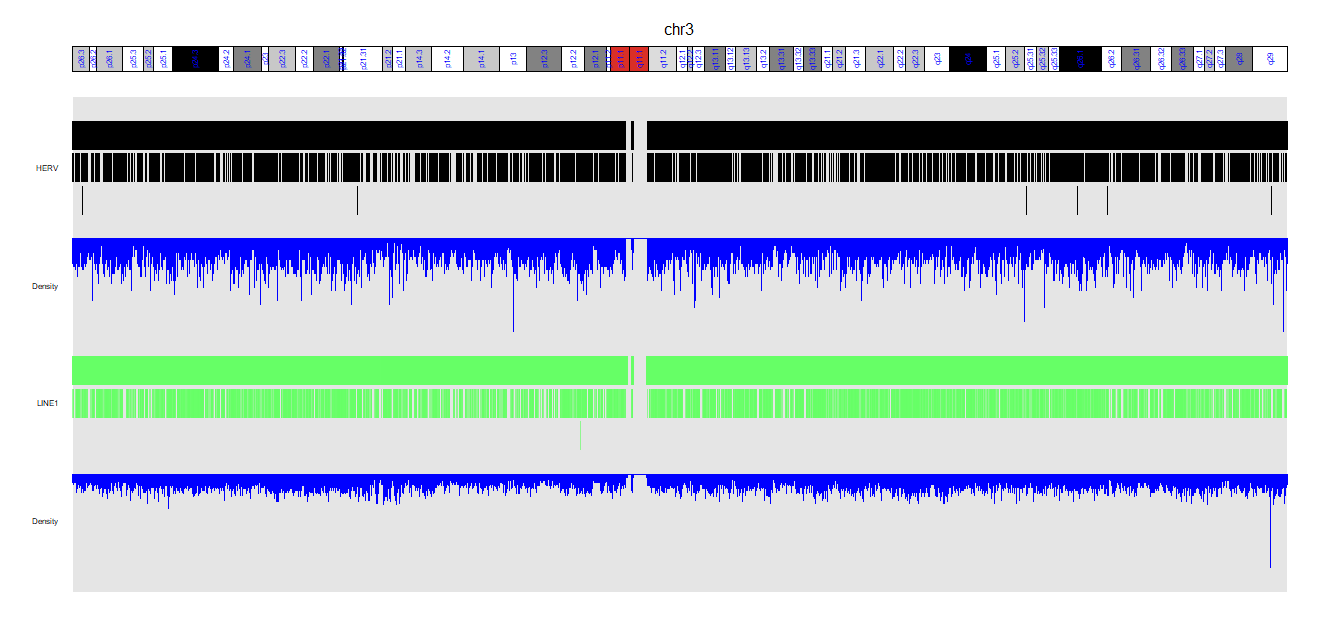 chr3
p26.3 p26.2 p26.1 p25.3 p25.2 p25.1 p24.3 p24.2 p24.1 p23 p22.3 p22.2 p22.1 p21.31 p21.2 p21.1 p14.3 p14.2 p14.1 p13 p12.3 p12.2 p12.1 p11.2 p11.1 q11.1 q11.2 q12.1 q12.2 q12.3 q13.11 q13.12 q13.13 q13.2 q13.31 q13.32 q13.33 q21.1 q21.2 q21.3 q22.1 q22.2 q22.3 q23 q24 q25.1 q25.2 q25.31 q25.32 q25.33 q26.1 q26.2 q26.31 q26.32 q26.33 q27.1 q27.2 q27.3 q28 q29
HERV
Density
LINE1
Density